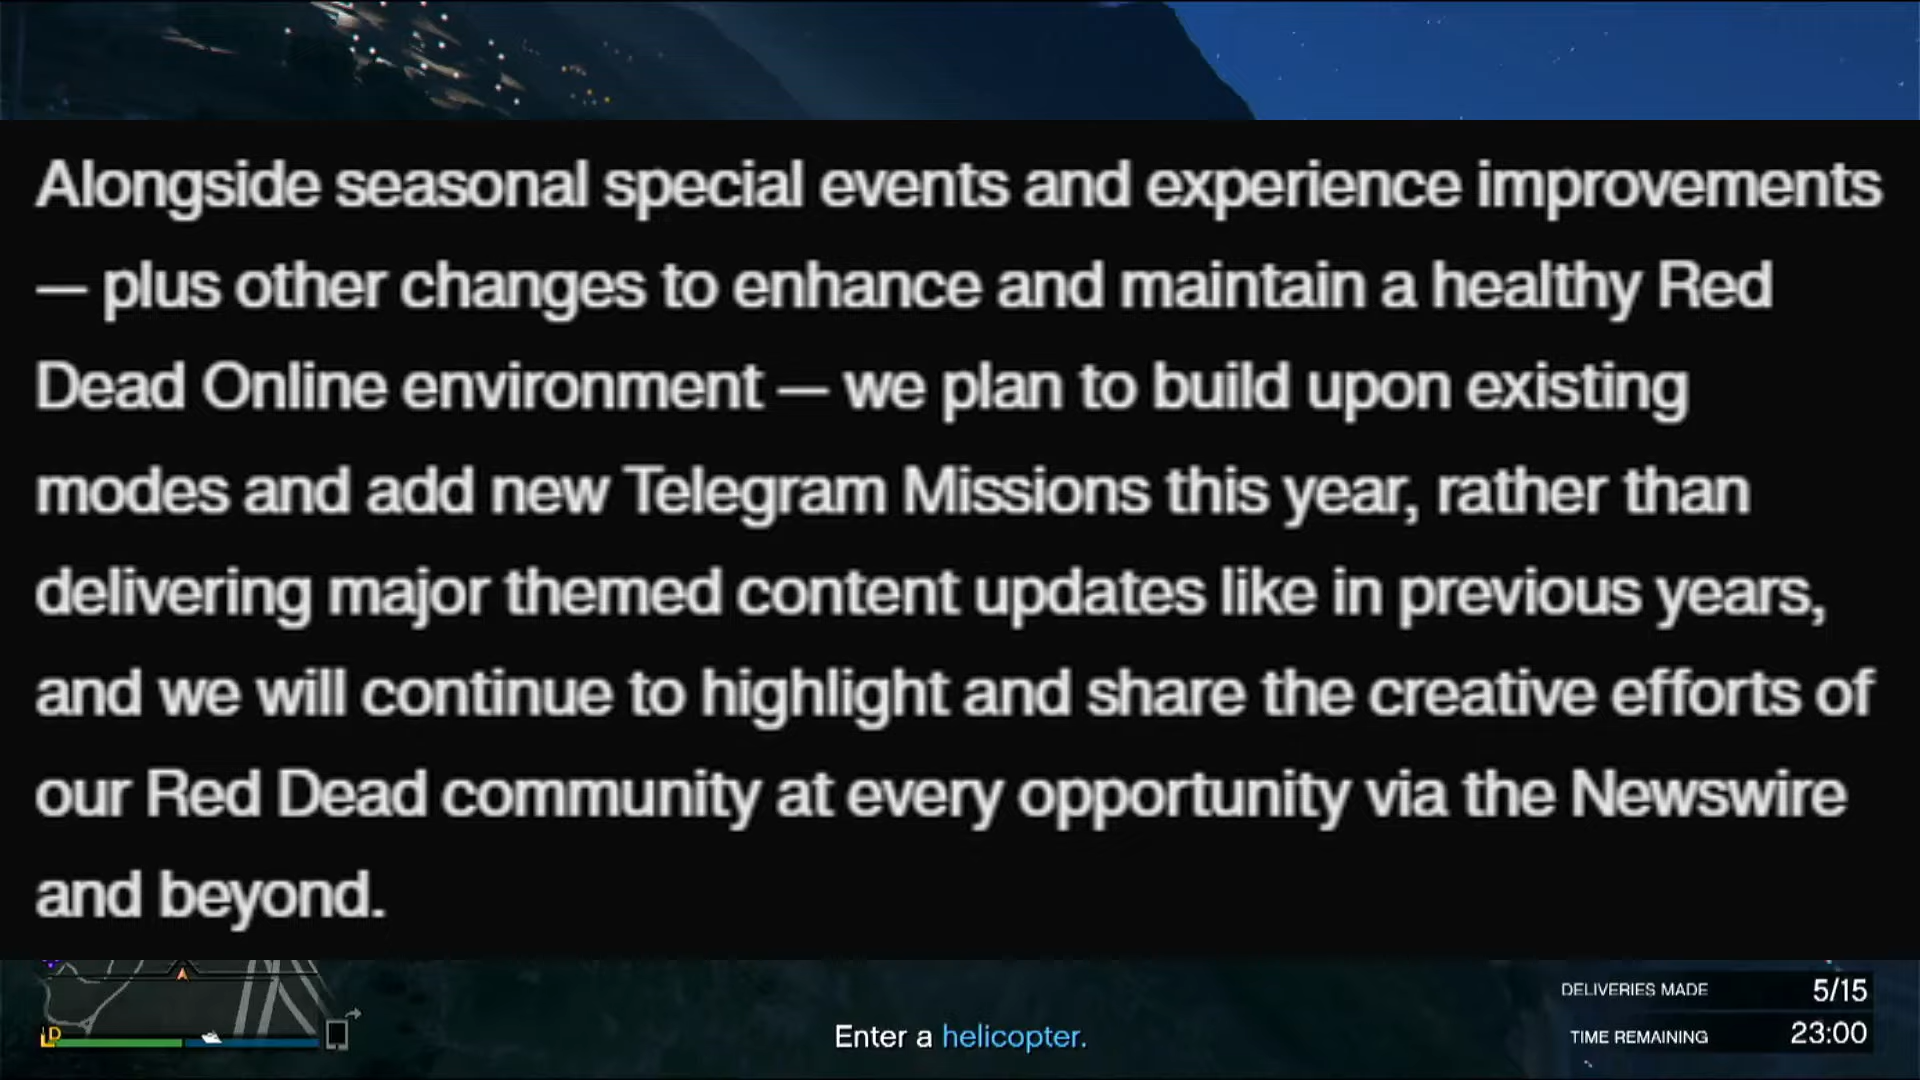 Alongside seasonal special events and experience improvements
— plus other changes to enhance and maintain a healthy Red
Dead Online environment — we plan to build upon existing
modes and add new Telegram Missions this year, rather than
delivering major themed content updates like in previous years,
and we will continue to highlight and share the creative efforts of
our Red Dead community at every opportunity via the Newswire
and beyond.
DELIVERIES MADE 5/15
Enter a helicopter.
TIME REMAINING 23:00